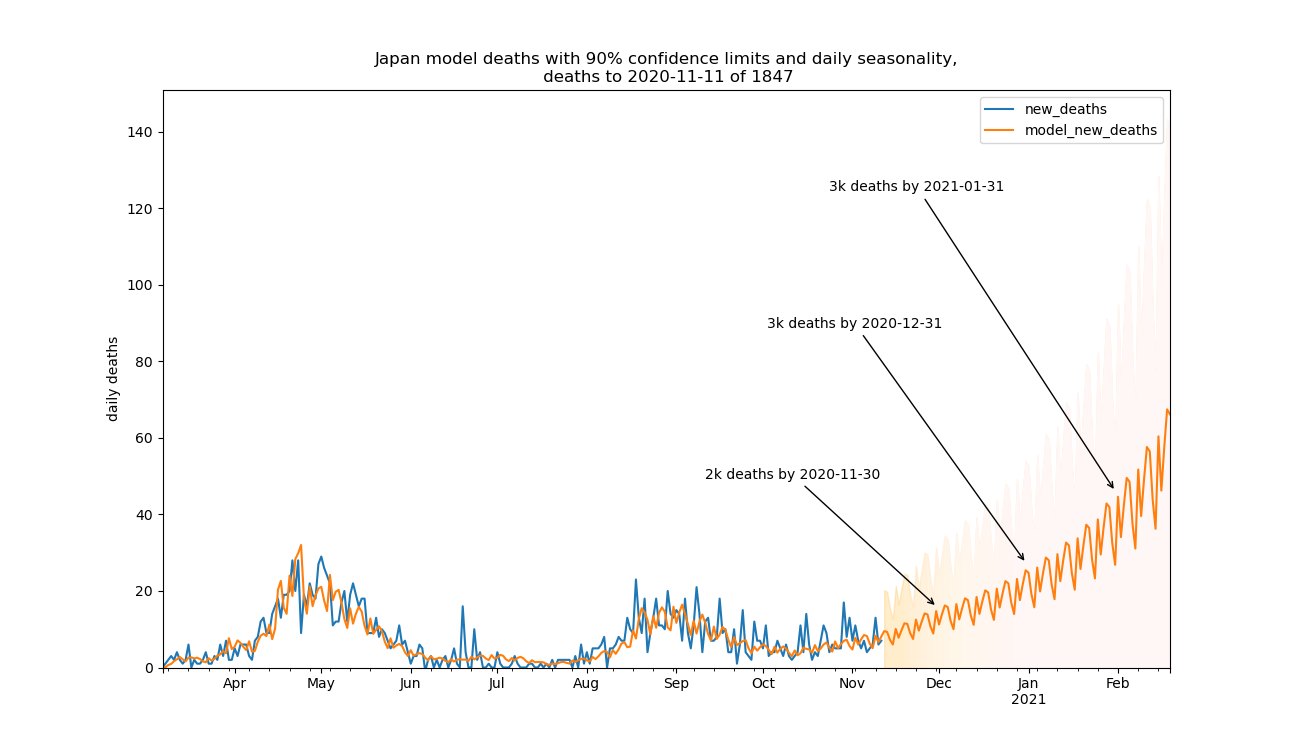 Japan model deaths with 90% confidence limits and daily seasonality,
deaths to 2020-11-11 of 1847
new_deaths
model_new_deaths
140
120
100
80
60
40
20
0
daily deaths
3k deaths by 2021-01-31
3k deaths by 2020-12-31
2k deaths by 2020-11-30
Apr May Jun Jul Aug Sep Oct Nov Dec Jan Feb
2021